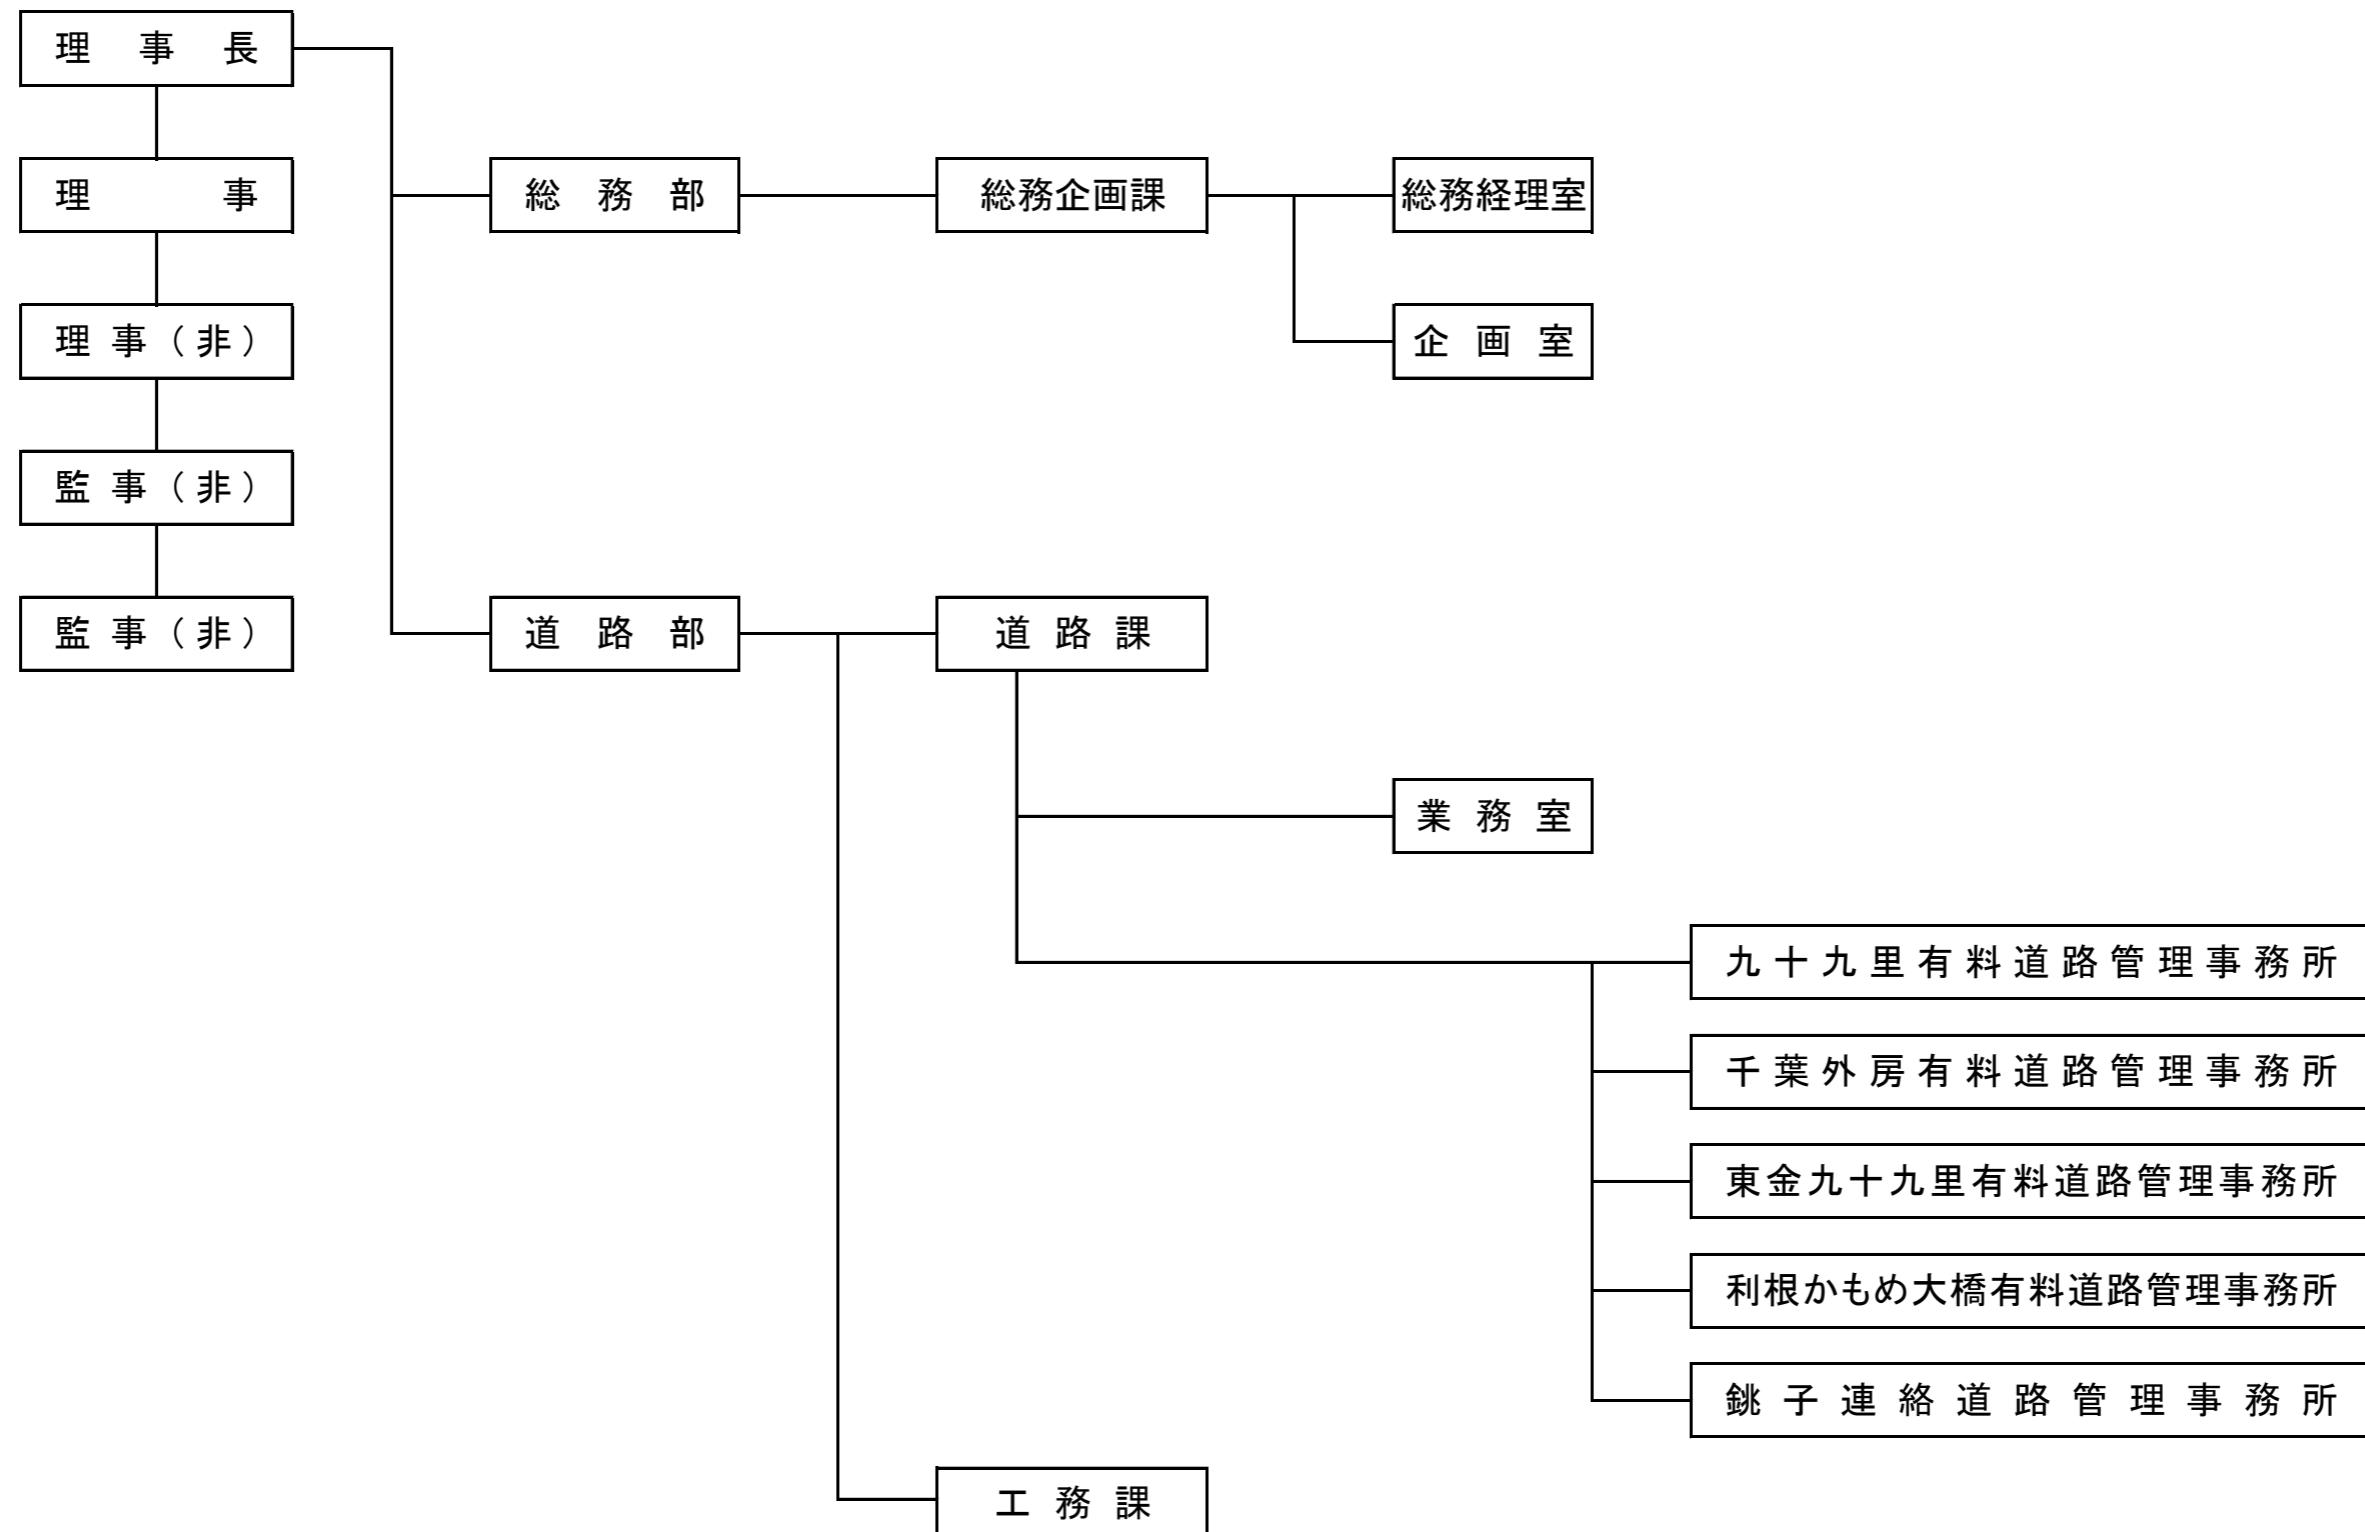 理事長
理事
総務部
総務企画課
総務経理室
理事(非)
企画室
監事(非)
監事(非)
道路部
道路課
業務室
九十九里有料道路管理事務所
千葉外房有料道路管理事務所
東金九十九里有料道路管理事務所
利根かもめ大橋有料道路管理事務所
銚子連絡道路管理事務所
工務課